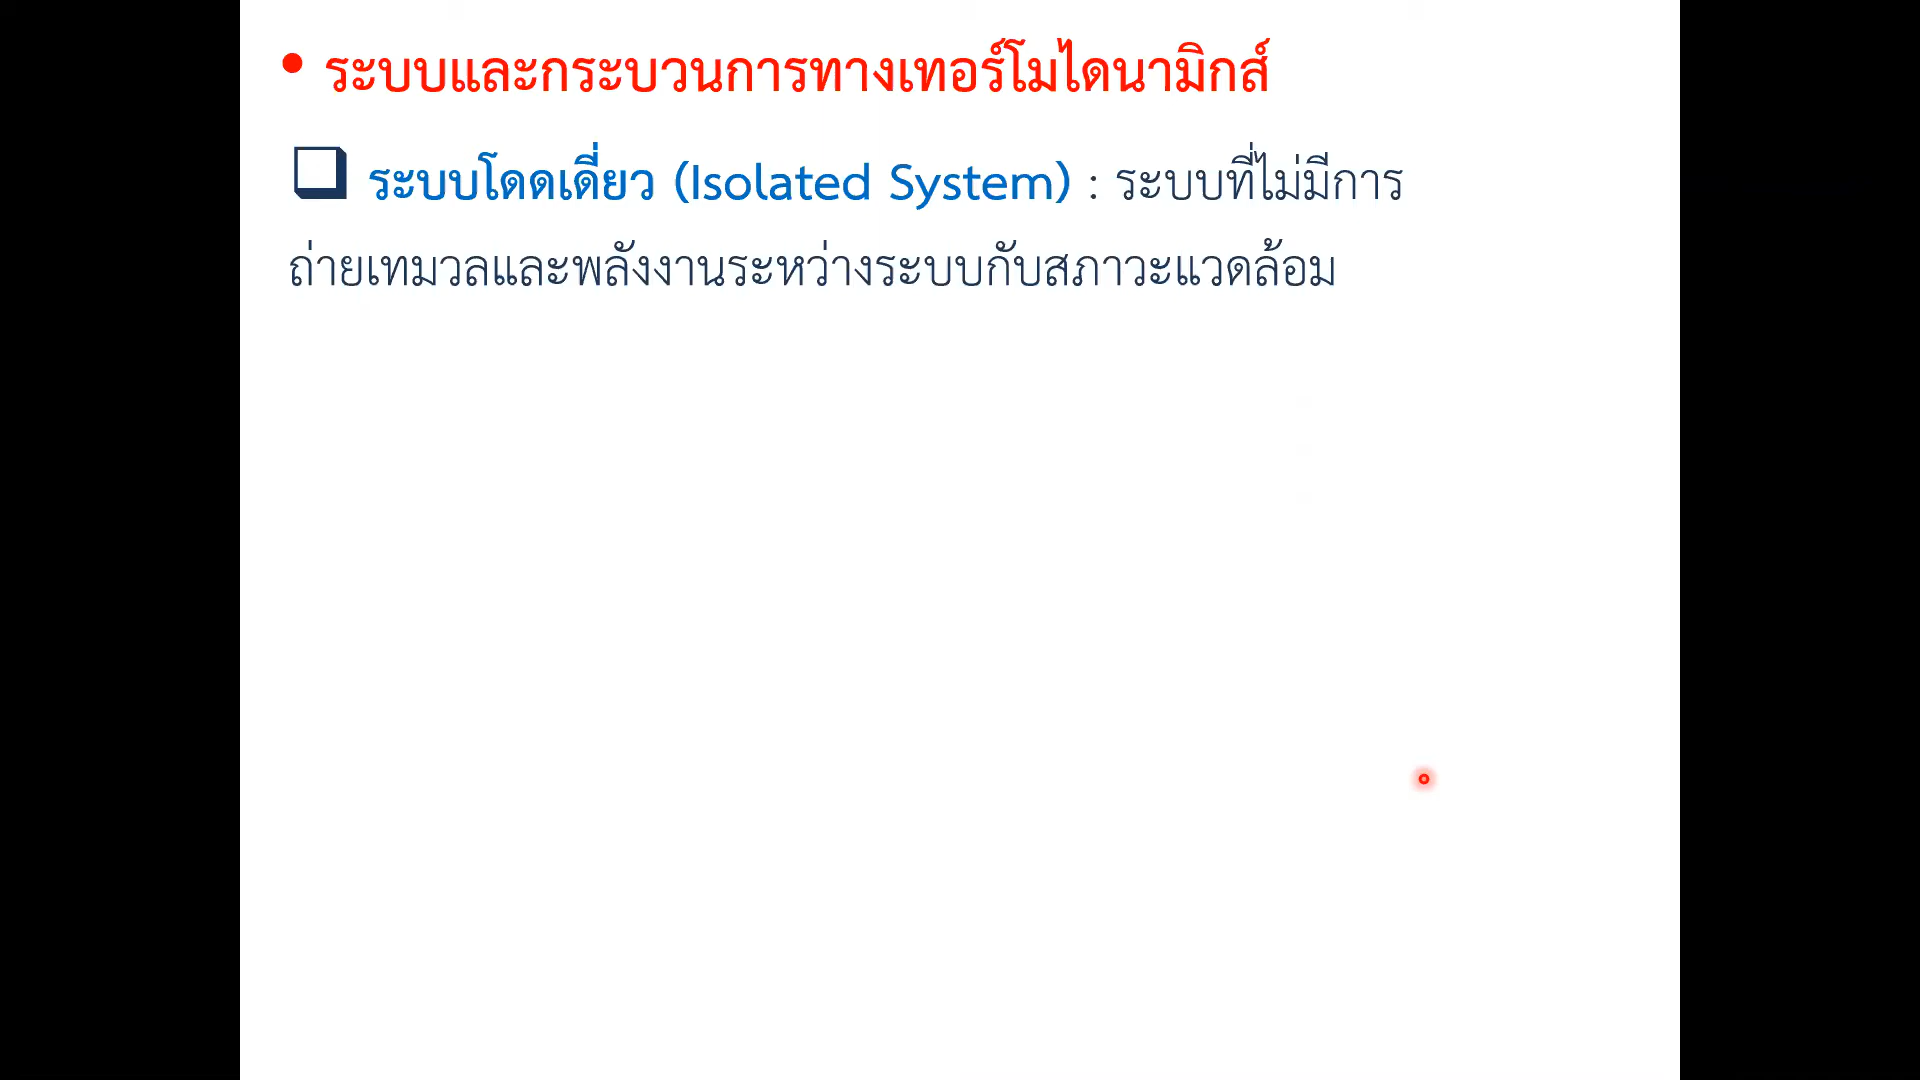 • ระบบและกระบวนการทางเทอร์โมไดนามิกส์
❑ ระบบโดดเดี่ยว (Isolated System) : ระบบที่ไม่มีการ
ถ่ายเทมวลและพลังงานระหว่างระบบกับสภาวะแวดล้อม